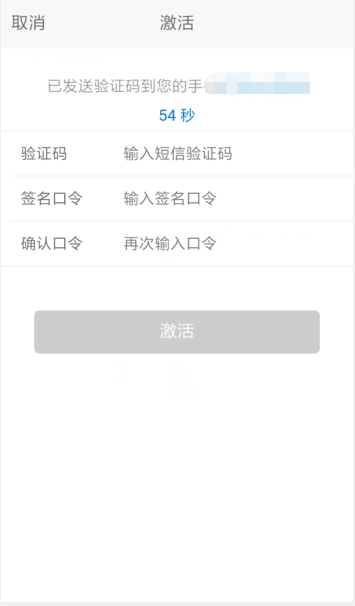 取消 激活
已发送验证码到您的手
54 秒
验证码 输入短信验证码
签名口令 输入签名口令
确认口令 再次输入口令
激活